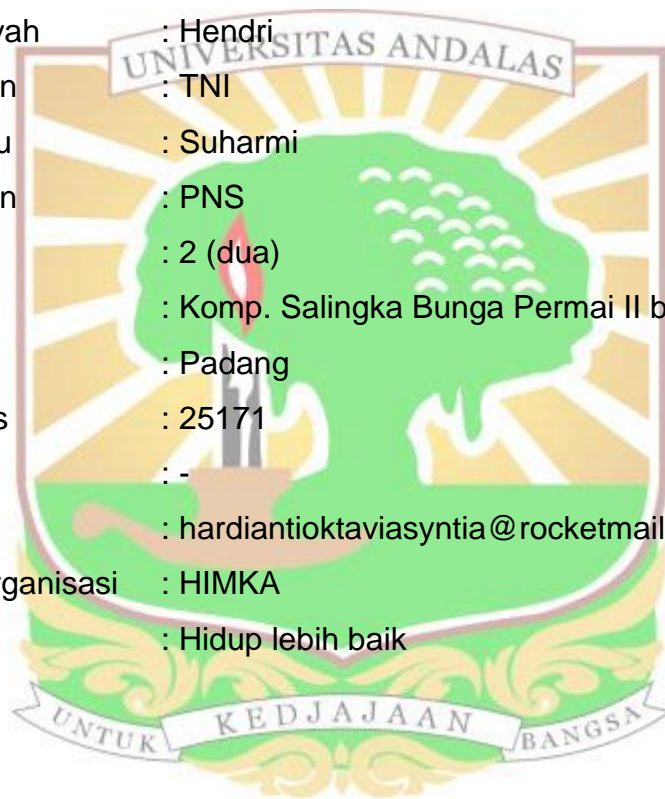 yah : Hendri
UNIVERSITAS ANDALAS
n : TNI
u : Suharmi
n : PNS
: 2 (dua)
: Komp. Salingka Bunga Permai II b
: Padang
s : 25171
: -
: hardiantioktaviasyntia@rocketmail
rganisasi : HIMKA
: Hidup lebih baik
UNTUK KEDJAJAAN BANGSA